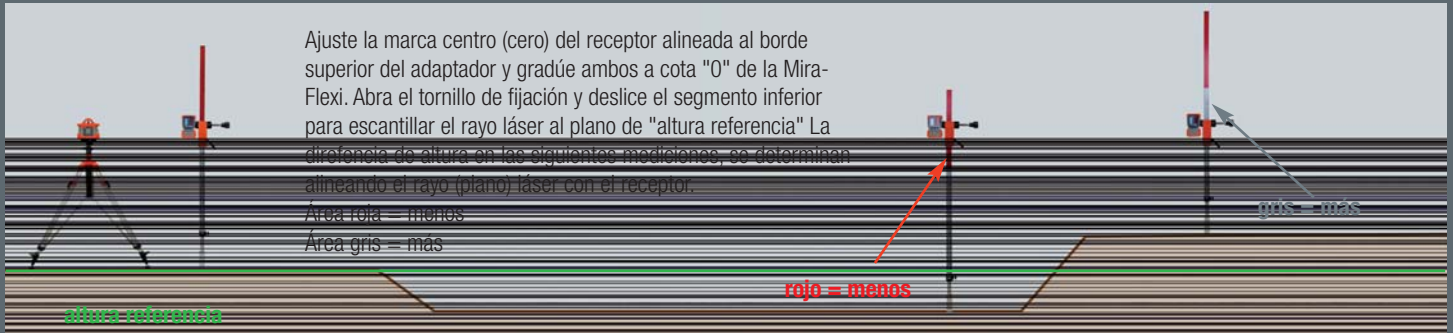 Ajuste la marca centro (cero) del receptor alineada al borde
superior del adaptador y gradúe ambos a cota "0" de la Mira-
Flexi. Abra el tornillo de fijación y deslice el segmento inferior
para escantillar el rayo láser al plano de "altura referencia" La
direfencia de altura en las siguientes mediciones, se determinan
alineando el rayo (plano) láser con el receptor.
Área roja = menos
Área gris = más
gris = más
rojo = menos
altura referencia